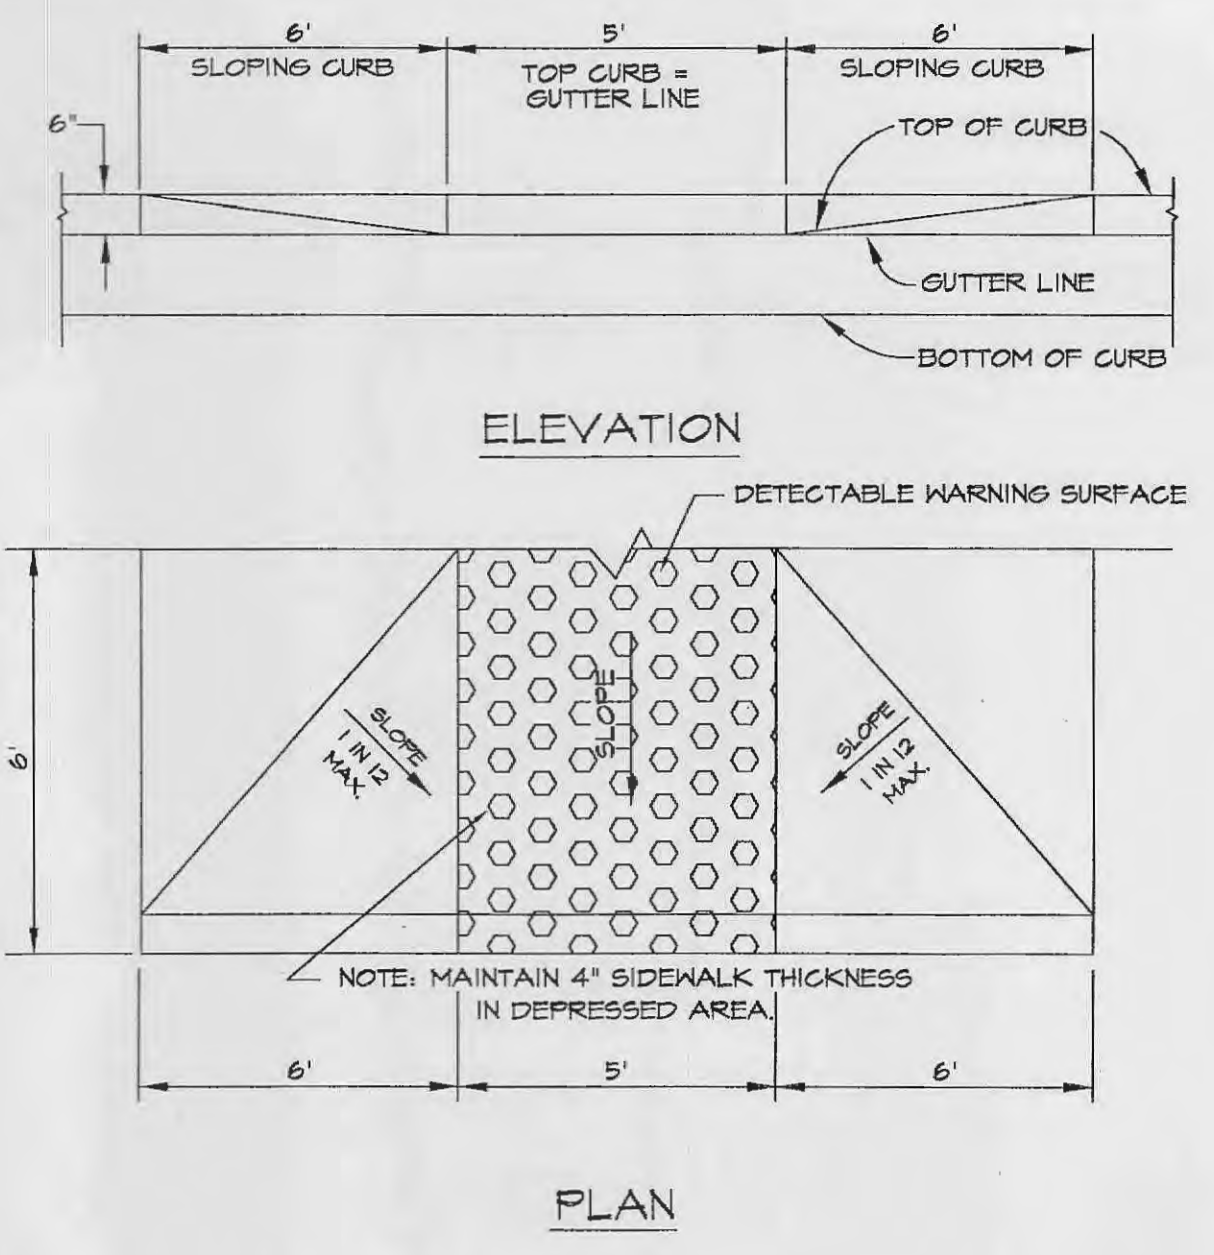 6' 5' 6'
SLOPING CURB TOP CURB = SLOPING CURB
GUTTER LINE
6"
TOP OF CURB
GUTTER LINE
BOTTOM OF CURB
ELEVATION
DETECTABLE WARNING SURFACE
6'
SLOPE
1 IN 12
MAX.
SLOPE
SLOPE
1 IN 12
MAX.
NOTE: MAINTAIN 4" SIDEWALK THICKNESS
IN DEPRESSED AREA.
6' 5' 6'
PLAN